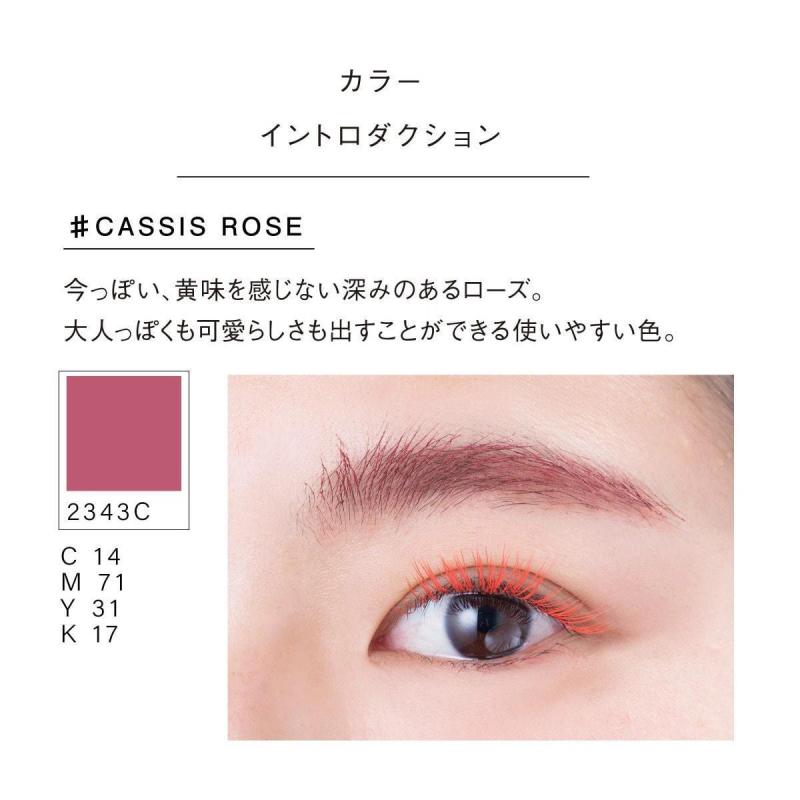 カラー
イントロダクション
#CASSIS ROSE
今っぽい、黄味を感じない深みのあるローズ。
大人っぽくも可愛らしさも出すことができる使いやすい色。
2343C
C 14
M 71
Y 31
K 17